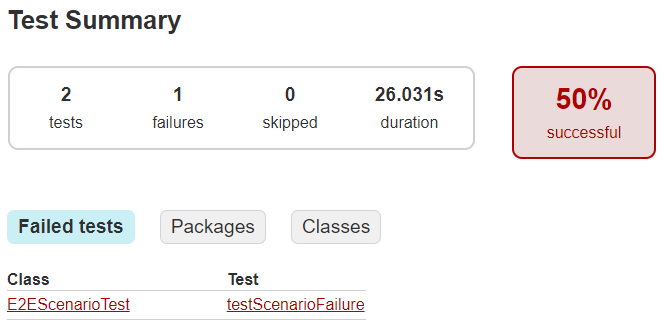 Test Summary
2 1 0 26.031s
tests failures skipped duration
50%
successful
Failed tests Packages Classes
Class Test
E2EScenarioTest testScenarioFailure